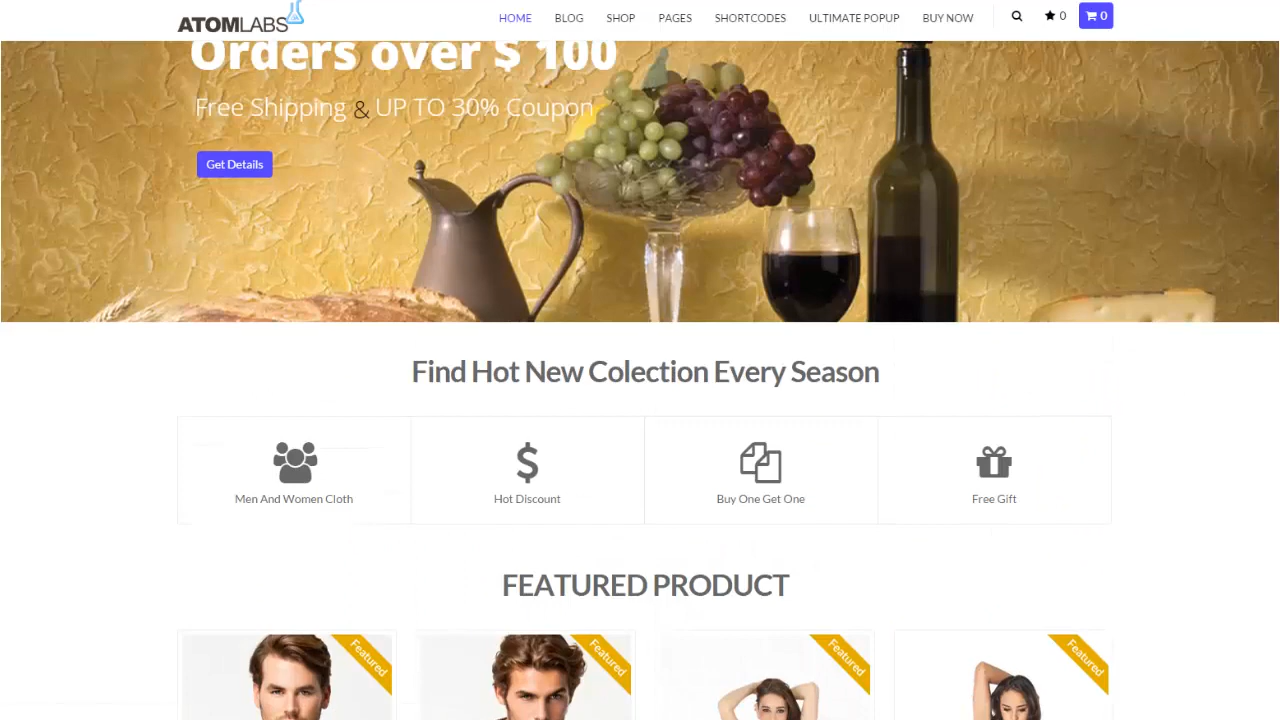 ATOMLABS
HOME BLOG SHOP PAGES SHORTCODES ULTIMATE POPUP BUY NOW 0 0
Orders over $ 100
Free Shipping & UP TO 30% Coupon
Get Details
Find Hot New Colection Every Season
Men And Women Cloth
Hot Discount
Buy One Get One
Free Gift
FEATURED PRODUCT
Featured
Featured
Featured
Featured